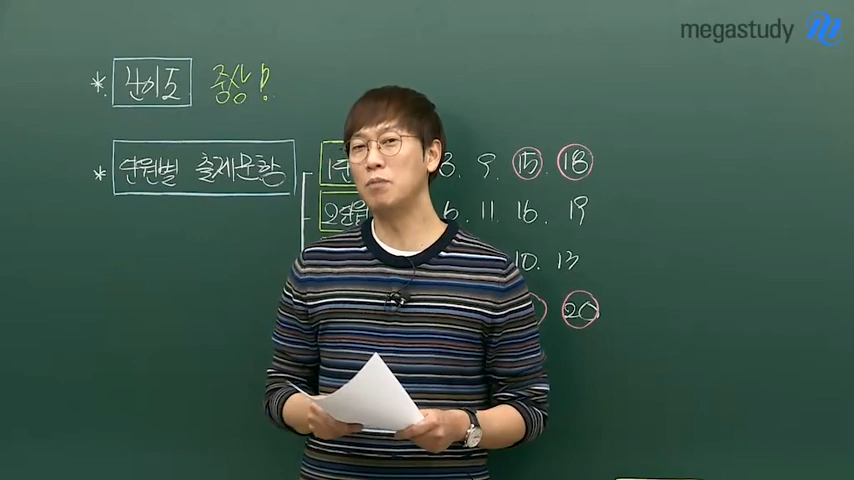 megastudy
* 난이도 중상!
* 단원별 출제문항
1단 8. 9. 15. 18
2단원 6. 11. 16. 19
10. 13
20